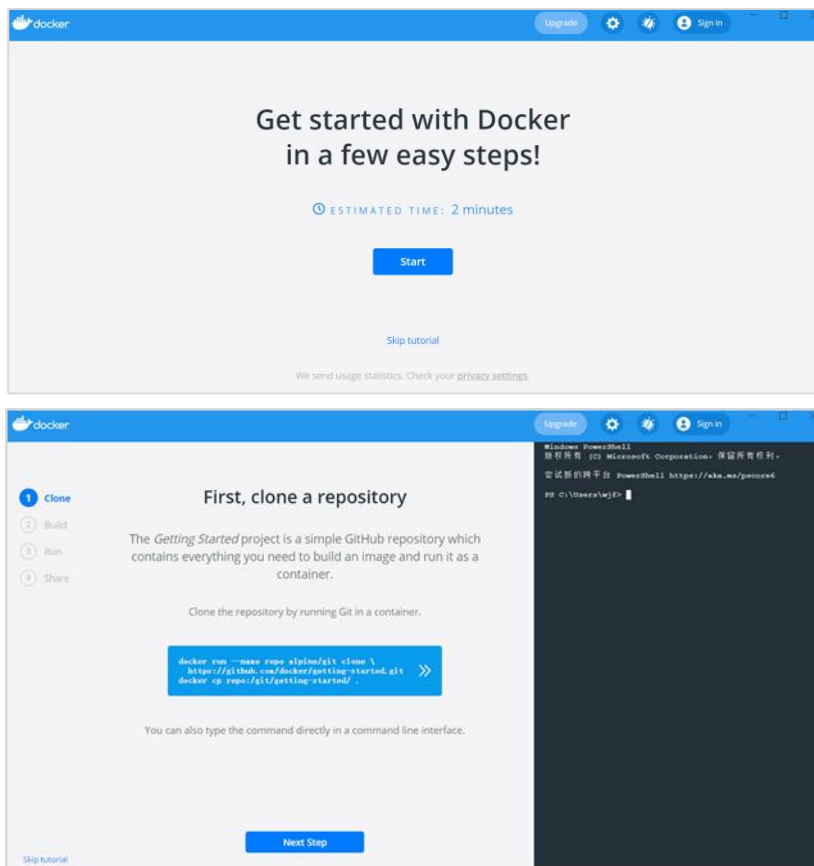 docker
Upgrade
Sign in
Get started with Docker
in a few easy steps!
ESTIMATED TIME: 2 minutes
Start
Skip tutorial
We send usage statistics. Check your privacy settings.
docker
Upgrade
Sign in
1 Clone
2 Build
3 Run
4 Share
First, clone a repository
The Getting Started project is a simple GitHub repository which
contains everything you need to build an image and run it as a
container.
Clone the repository by running Git in a container.
docker run --name repo alpine/git clone \
https://github.com/docker/getting-started.git
docker cp repo:/git/getting-started/ .
You can also type the command directly in a command line interface.
Next Step
Skip tutorial
Windows PowerShell
版权所有 (C) Microsoft Corporation。保留所有权利。
尝试新的跨平台 PowerShell https://aka.ms/pscore6
PS C:\Users\wjf>